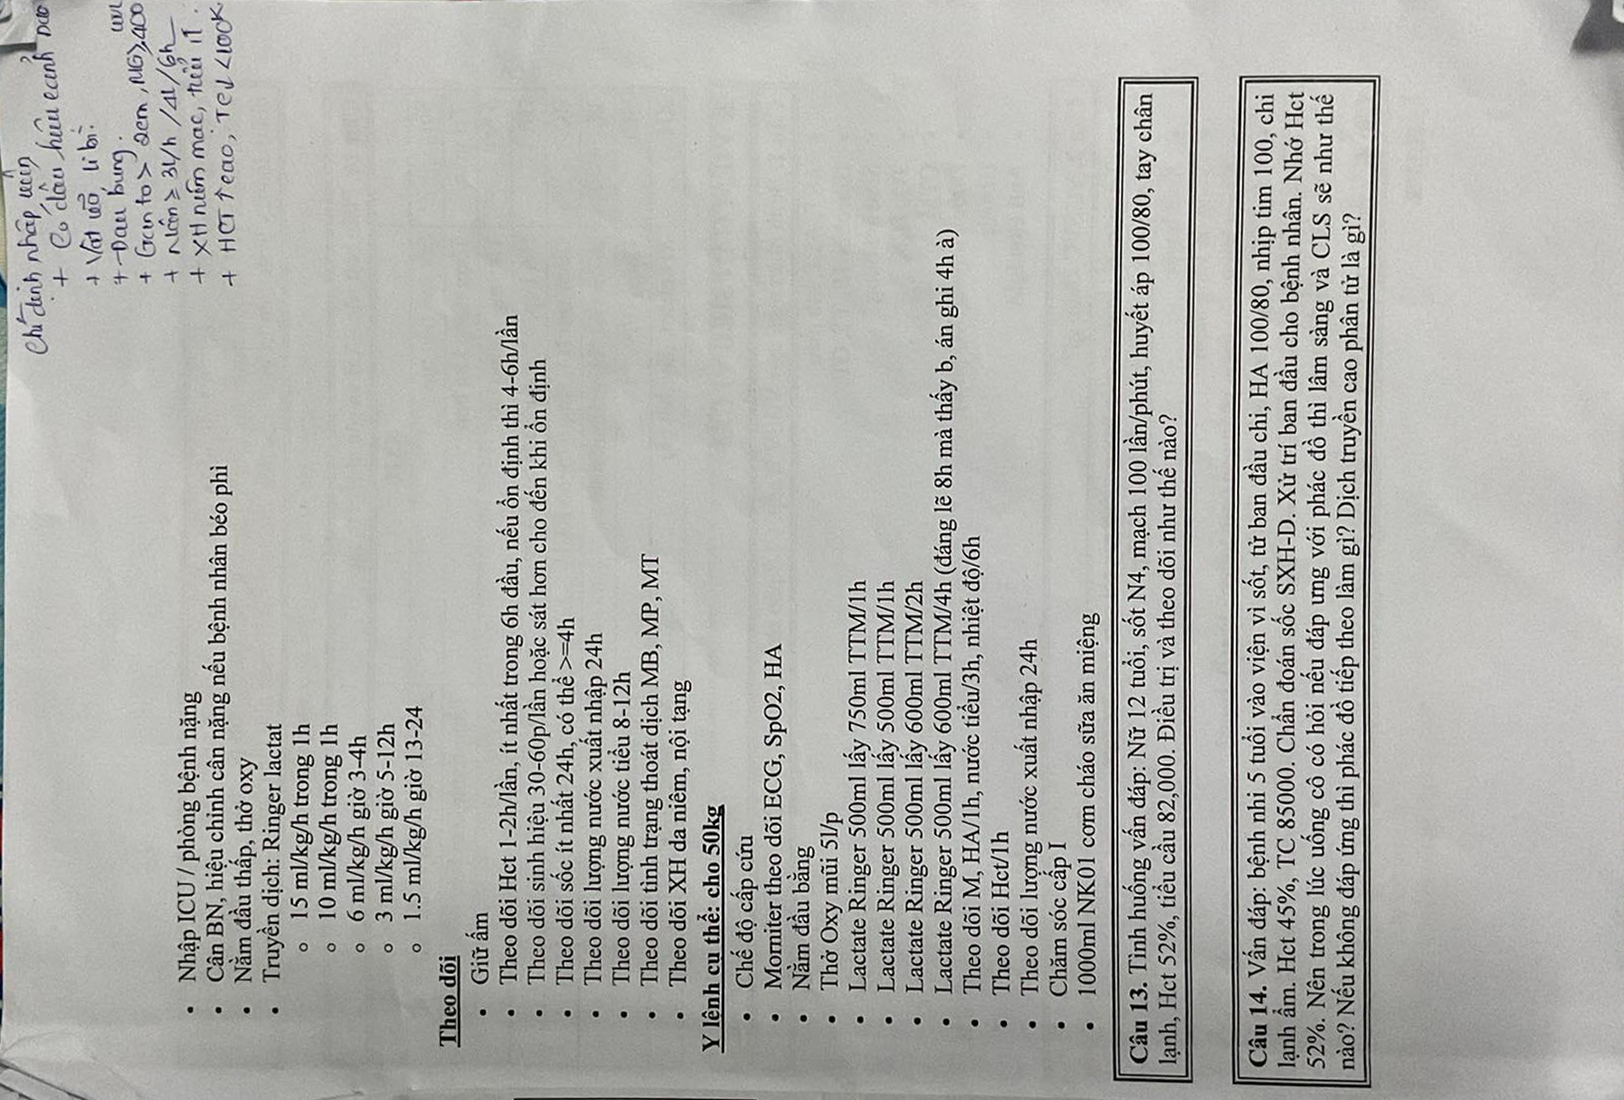 Chỉ định nhập viện
+ Có dấu hiệu cảnh báo
+ Vật vã, li bì.
+ Đau bụng.
+ Gan to > 2cm, MG ≥ 400
+ Nôn ≥ 3l/h /4l/6h
+ XH niêm mạc, tiểu ít.
+ HCT ↑ cao, TC↓ <100K
• Nhập ICU / phòng bệnh nặng
• Cân BN, hiệu chỉnh cân nặng nếu bệnh nhân béo phì
• Nằm đầu thấp, thở oxy
• Truyền dịch: Ringer lactat
o 15 ml/kg/h trong 1h
o 10 ml/kg/h trong 1h
o 6 ml/kg/h giờ 3-4h
o 3 ml/kg/h giờ 5-12h
o 1.5 ml/kg/h giờ 13-24
Theo dõi
• Giữ ấm
• Theo dõi Hct 1-2h/lần, ít nhất trong 6h đầu, nếu ổn định thì 4-6h/lần
• Theo dõi sinh hiệu 30-60p/lần hoặc sát hơn cho đến khi ổn định
• Theo dõi sốc ít nhất 24h, có thể >=4h
• Theo dõi lượng nước xuất nhập 24h
• Theo dõi lượng nước tiểu 8-12h
• Theo dõi tình trạng thoát dịch MB, MP, MT
• Theo dõi XH da niêm, nội tạng
Y lệnh cụ thể: cho 50kg
• Chế độ cấp cứu
• Morniter theo dõi ECG, SpO2, HA
• Nằm đầu bằng
• Thở Oxy mũi 5l/p
• Lactate Ringer 500ml lấy 750ml TTM/1h
• Lactate Ringer 500ml lấy 500ml TTM/1h
• Lactate Ringer 500ml lấy 600ml TTM/2h
• Lactate Ringer 500ml lấy 600ml TTM/4h (đáng lẽ 8h mà thấy b, án ghi 4h à)
• Theo dõi M, HA/1h, nước tiểu/3h, nhiệt độ/6h
• Theo dõi Hct/1h
• Theo dõi lượng nước xuất nhập 24h
• Chăm sóc cấp I
• 1000ml NK01 cơm cháo sữa ăn miệng
Câu 13. Tình huống vấn đáp: Nữ 12 tuổi, sốt N4, mạch 100 lần/phút, huyết áp 100/80, tay chân
lạnh, Hct 52%, tiểu cầu 82,000. Điều trị và theo dõi như thế nào?
Câu 14. Vấn đáp: bệnh nhi 5 tuổi vào viện vì sốt, tử ban đầu chi, HA 100/80, nhịp tim 100, chi
lạnh ẩm. Hct 45%, TC 85000. Chẩn đoán sốc SXH-D. Xử trí ban đầu cho bệnh nhân. Nhớ Hct
52%. Nên trong lúc uống cô có hỏi nếu đáp ưng với phác đồ thì lâm sàng và CLS sẽ như thế
nào? Nếu không đáp ứng thì phác đồ tiếp theo làm gì? Dịch truyền cao phân tử là gì?